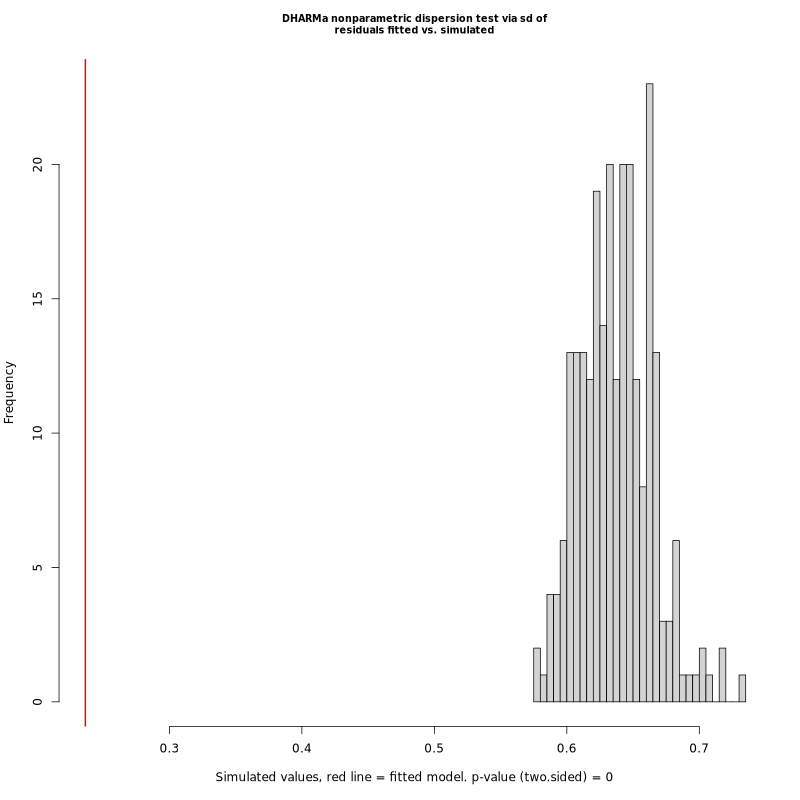 DHARMa nonparametric dispersion test via sd of
residuals fitted vs. simulated
Frequency
20
15
10
5
0
0.3 0.4 0.5 0.6 0.7
Simulated values, red line = fitted model. p-value (two.sided) = 0